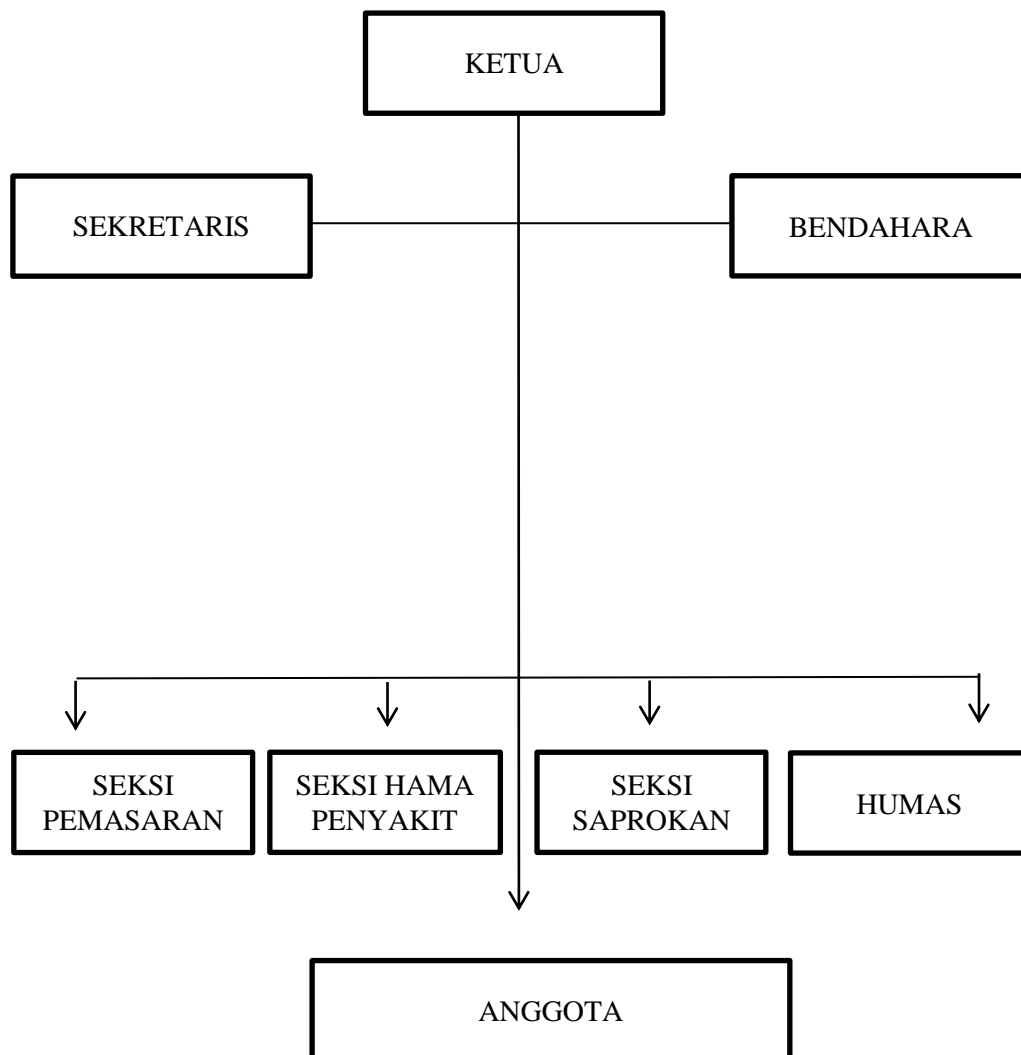 KETUA
SEKRETARIS
BENDAHARA
SEKSI
PEMASARAN
SEKSI HAMA
PENYAKIT
SEKSI
SAPROKAN
HUMAS
ANGGOTA